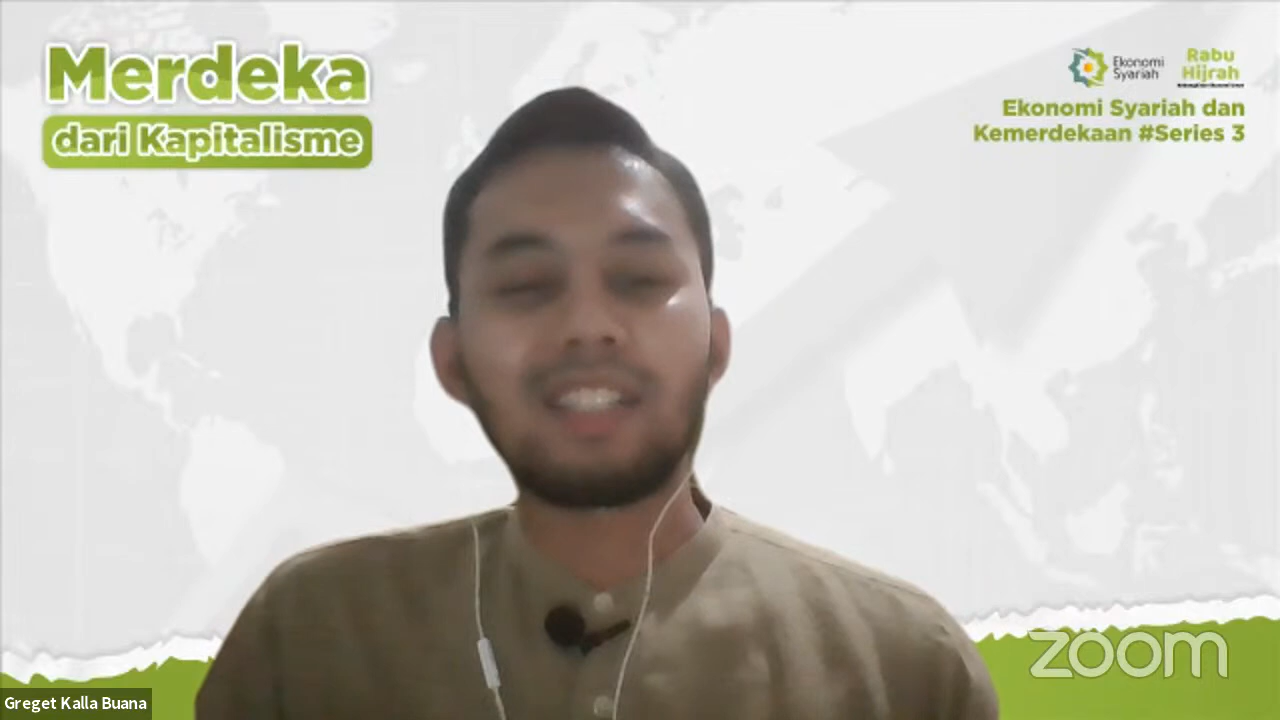 Merdeka
dari Kapitalisme
Ekonomi
Syariah
Rabu
Hijrah
Ekonomi Syariah dan
Kemerdekaan #Series 3
zoom
Greget Kalla Buana